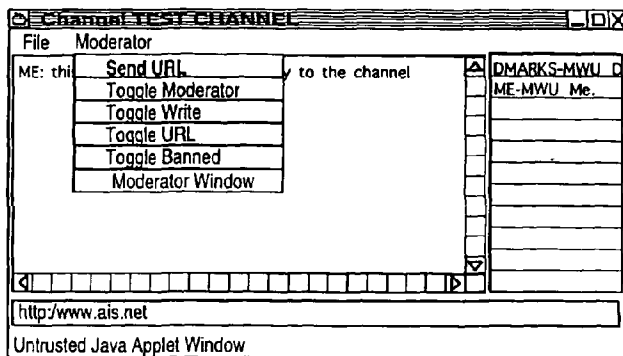 Channel TEST CHANNEL
File Moderator
ME: thi y to the channel
Send URL
Toggle Moderator
Toggle Write
Toggle URL
Toggle Banned
Moderator Window
DMARKS-MWU D
ME-MWU Me.
http:/www.ais.net
Untrusted Java Applet Window